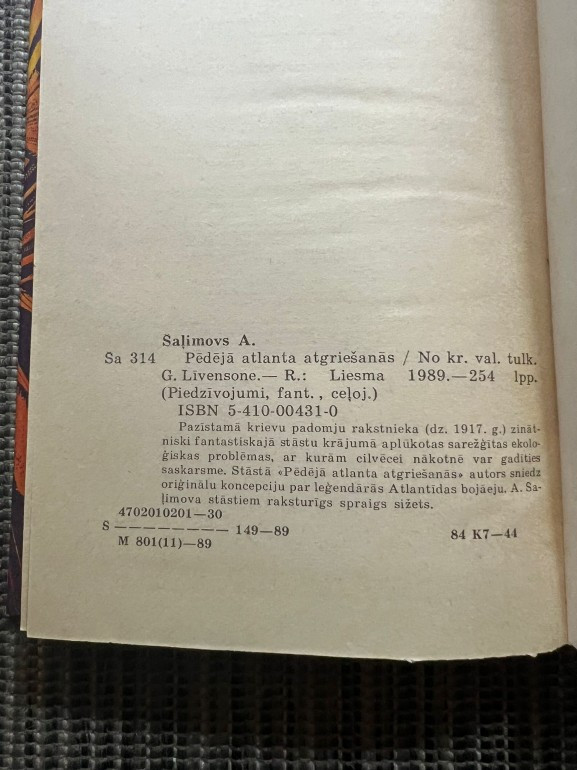 Saļimovs A.
Sa 314 Pēdējā atlanta atgriešanās / No kr. val. tulk.
G. Līvensone.— R.: Liesma 1989.—254 lpp.
(Piedzīvojumi, fant., ceļoj.)
ISBN 5-410-00431-0
Pazīstamā krievu padomju rakstnieka (dz. 1917. g.) zināt-
niski fantastiskajā stāstu krājumā aplūkotas sarežģītas ekolo-
ģiskas problēmas, ar kurām cilvēcei nākotnē var gadīties
saskarsme. Stāstā «Pēdējā atlanta atgriešanās» autors sniedz
oriģinālu koncepciju par leģendārās Atlantīdas bojāeju. A. Sa-
ļimova stāstiem raksturīgs spraigs sižets.
4702010201—30
S ———————— 149—89 84 K7—44
M 801(11)—89